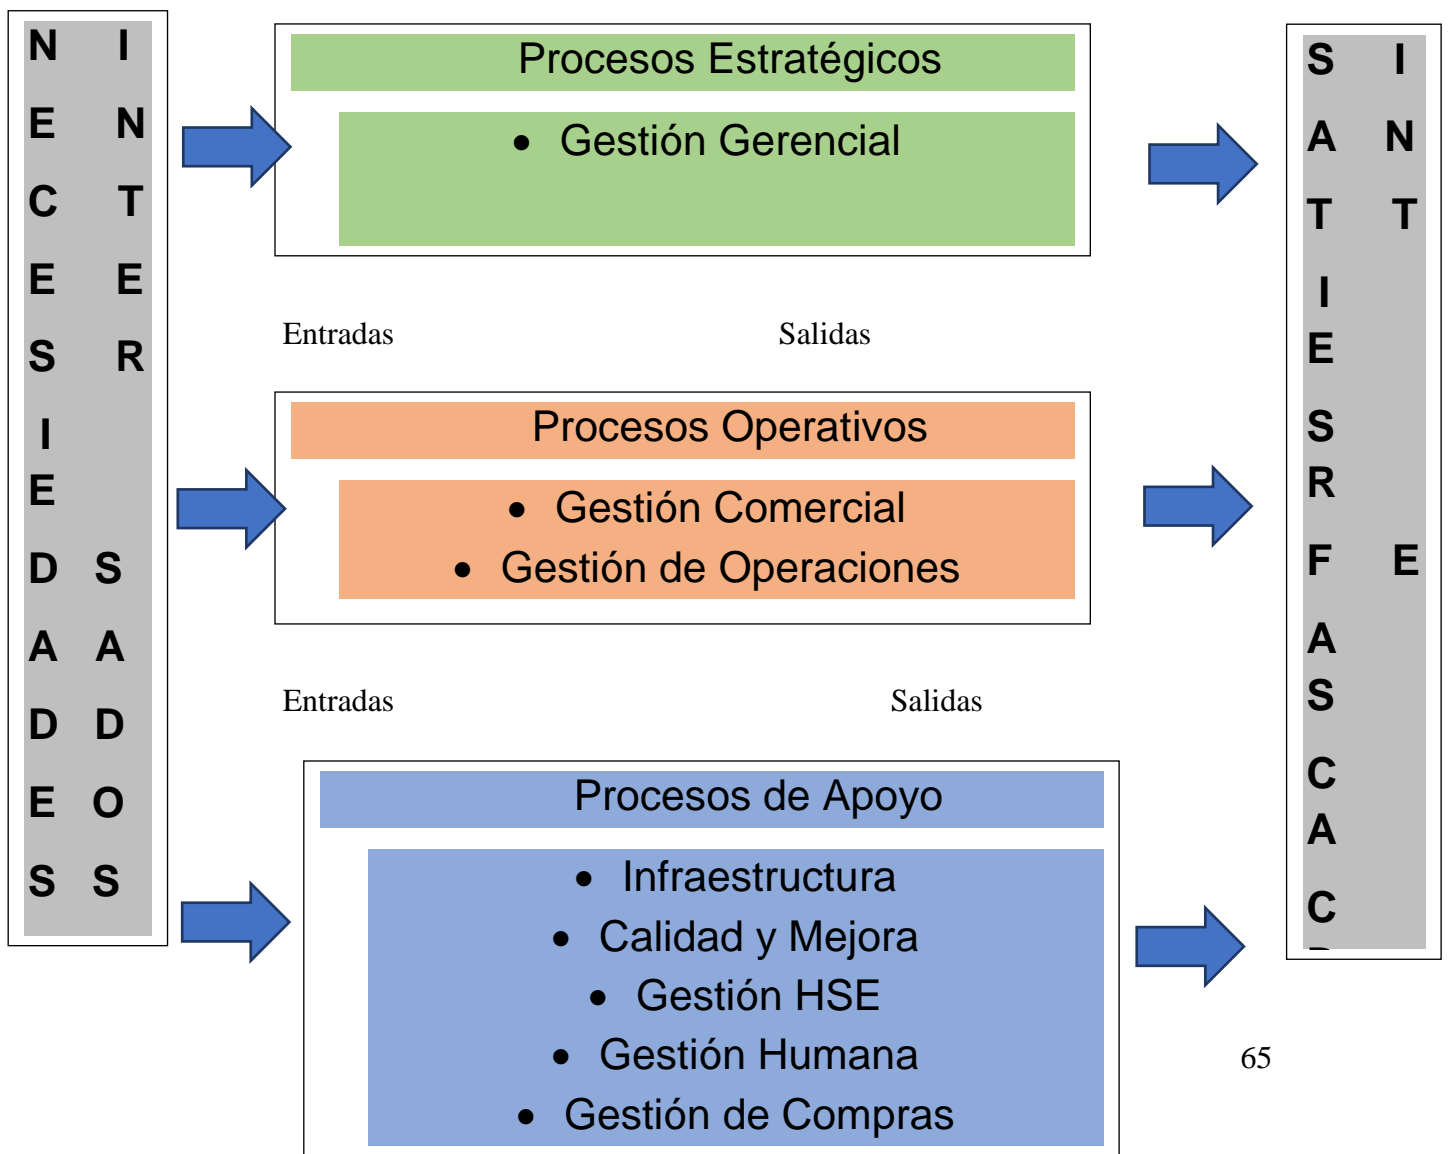 N I
E N
C T
E E
S R
I
E
D S
A A
D D
E O
S S
Procesos Estratégicos
• Gestión Gerencial
Entradas Salidas
Procesos Operativos
• Gestión Comercial
• Gestión de Operaciones
Entradas Salidas
Procesos de Apoyo
• Infraestructura
• Calidad y Mejora
• Gestión HSE
• Gestión Humana
• Gestión de Compras
S I
A N
T T
I
E
S
R
F E
A
S
C
A
C
65